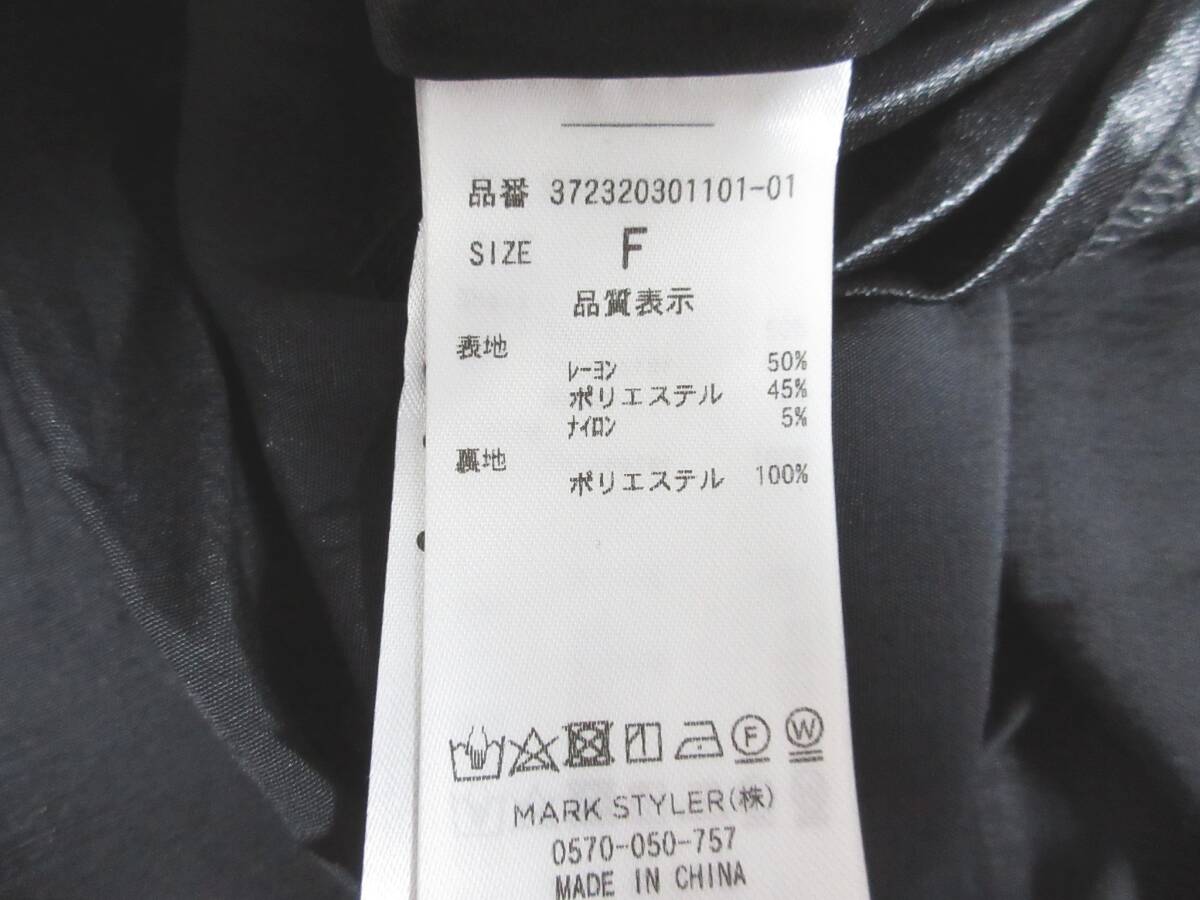 品番 372320301101-01
SIZE F
品質表示
表地
レーヨン 50%
ポリエステル 45%
ナイロン 5%
裏地
ポリエステル 100%
F W
MARK STYLER(株)
0570-050-757
MADE IN CHINA